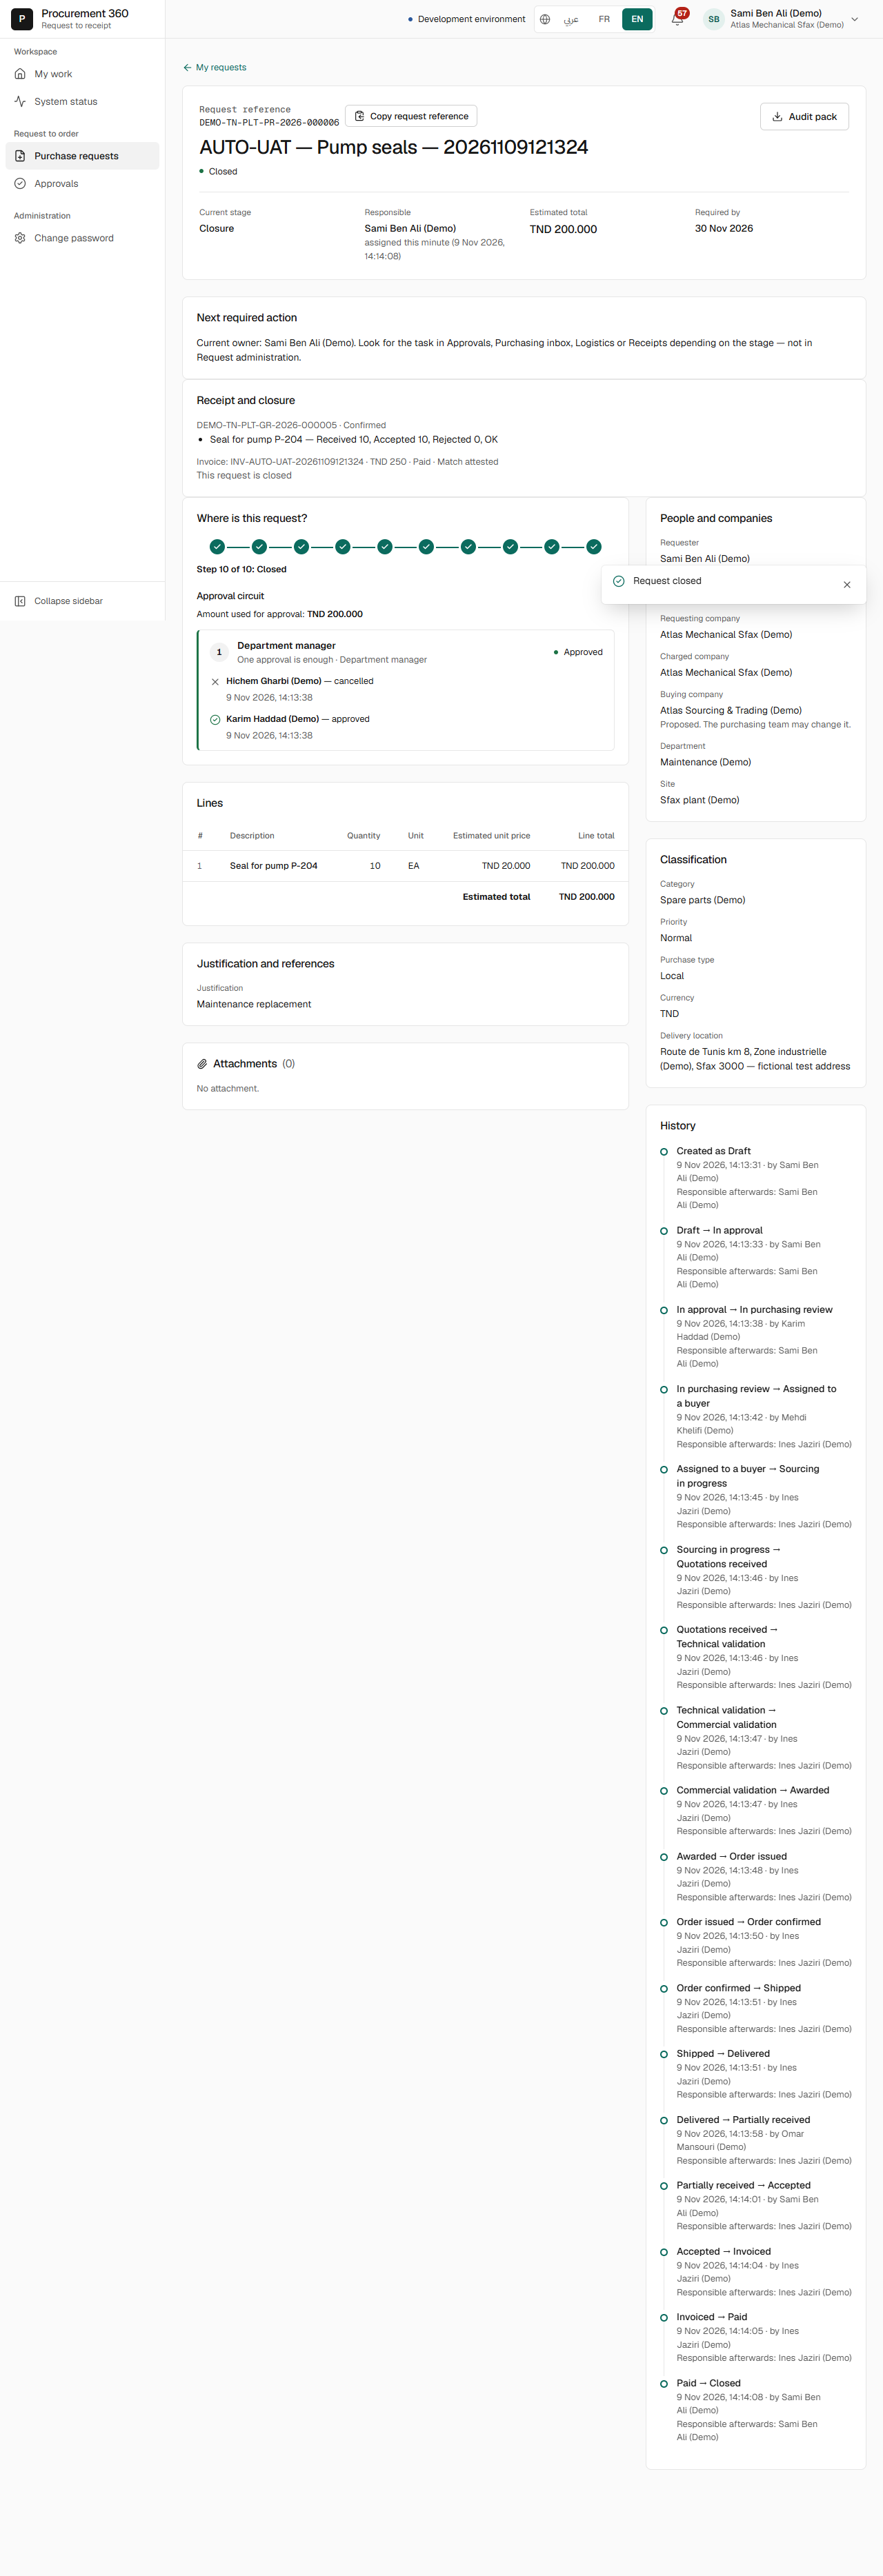 P
Procurement 360
Request to receipt
Development environment
عربي
FR
EN
57
SB
Sami Ben Ali (Demo)
Atlas Mechanical Sfax (Demo)
Workspace
My work
System status
Request to order
Purchase requests
Approvals
Administration
Change password
Collapse sidebar
My requests
Request reference
DEMO-TN-PLT-PR-2026-000006
Copy request reference
Audit pack
AUTO-UAT — Pump seals — 20261109121324
Closed
Current stage
Closure
Responsible
Sami Ben Ali (Demo)
assigned this minute (9 Nov 2026,
14:14:08)
Estimated total
TND 200.000
Required by
30 Nov 2026
Next required action
Current owner: Sami Ben Ali (Demo). Look for the task in Approvals, Purchasing inbox, Logistics or Receipts depending on the stage — not in
Request administration.
Receipt and closure
DEMO-TN-PLT-GR-2026-000005 · Confirmed
Seal for pump P-204 — Received 10, Accepted 10, Rejected 0, OK
Invoice: INV-AUTO-UAT-20261109121324 · TND 250 · Paid · Match attested
This request is closed
Where is this request?
Step 10 of 10: Closed
Approval circuit
Amount used for approval: TND 200.000
1
Department manager
One approval is enough · Department manager
Approved
Hichem Gharbi (Demo) — cancelled
9 Nov 2026, 14:13:38
Karim Haddad (Demo) — approved
9 Nov 2026, 14:13:38
Lines
# Description Quantity Unit Estimated unit price Line total
1 Seal for pump P-204 10 EA TND 20.000 TND 200.000
Estimated total TND 200.000
Justification and references
Justification
Maintenance replacement
Attachments (0)
No attachment.
People and companies
Requester
Sami Ben Ali (Demo)
Request closed
Requesting company
Atlas Mechanical Sfax (Demo)
Charged company
Atlas Mechanical Sfax (Demo)
Buying company
Atlas Sourcing & Trading (Demo)
Proposed. The purchasing team may change it.
Department
Maintenance (Demo)
Site
Sfax plant (Demo)
Classification
Category
Spare parts (Demo)
Priority
Normal
Purchase type
Local
Currency
TND
Delivery location
Route de Tunis km 8, Zone industrielle
(Demo), Sfax 3000 — fictional test address
History
Created as Draft
9 Nov 2026, 14:13:31 · by Sami Ben
Ali (Demo)
Responsible afterwards: Sami Ben
Ali (Demo)
Draft → In approval
9 Nov 2026, 14:13:33 · by Sami Ben
Ali (Demo)
Responsible afterwards: Sami Ben
Ali (Demo)
In approval → In purchasing review
9 Nov 2026, 14:13:38 · by Karim
Haddad (Demo)
Responsible afterwards: Sami Ben
Ali (Demo)
In purchasing review → Assigned to
a buyer
9 Nov 2026, 14:13:42 · by Mehdi
Khelifi (Demo)
Responsible afterwards: Ines Jaziri (Demo)
Assigned to a buyer → Sourcing
in progress
9 Nov 2026, 14:13:45 · by Ines
Jaziri (Demo)
Responsible afterwards: Ines Jaziri (Demo)
Sourcing in progress →
Quotations received
9 Nov 2026, 14:13:46 · by Ines
Jaziri (Demo)
Responsible afterwards: Ines Jaziri (Demo)
Quotations received →
Technical validation
9 Nov 2026, 14:13:46 · by Ines
Jaziri (Demo)
Responsible afterwards: Ines Jaziri (Demo)
Technical validation →
Commercial validation
9 Nov 2026, 14:13:47 · by Ines
Jaziri (Demo)
Responsible afterwards: Ines Jaziri (Demo)
Commercial validation → Awarded
9 Nov 2026, 14:13:47 · by Ines
Jaziri (Demo)
Responsible afterwards: Ines Jaziri (Demo)
Awarded → Order issued
9 Nov 2026, 14:13:48 · by Ines
Jaziri (Demo)
Responsible afterwards: Ines Jaziri (Demo)
Order issued → Order confirmed
9 Nov 2026, 14:13:50 · by Ines
Jaziri (Demo)
Responsible afterwards: Ines Jaziri (Demo)
Order confirmed → Shipped
9 Nov 2026, 14:13:51 · by Ines
Jaziri (Demo)
Responsible afterwards: Ines Jaziri (Demo)
Shipped → Delivered
9 Nov 2026, 14:13:51 · by Ines
Jaziri (Demo)
Responsible afterwards: Ines Jaziri (Demo)
Delivered → Partially received
9 Nov 2026, 14:13:58 · by Omar
Mansouri (Demo)
Responsible afterwards: Ines Jaziri (Demo)
Partially received → Accepted
9 Nov 2026, 14:14:01 · by Sami Ben
Ali (Demo)
Responsible afterwards: Ines Jaziri (Demo)
Accepted → Invoiced
9 Nov 2026, 14:14:04 · by Ines
Jaziri (Demo)
Responsible afterwards: Ines Jaziri (Demo)
Invoiced → Paid
9 Nov 2026, 14:14:05 · by Ines
Jaziri (Demo)
Responsible afterwards: Ines Jaziri (Demo)
Paid → Closed
9 Nov 2026, 14:14:08 · by Sami Ben
Ali (Demo)
Responsible afterwards: Sami Ben
Ali (Demo)